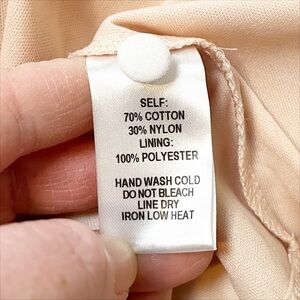 SELF:
70% COTTON
30% NYLON
LINING:
100% POLYESTER
HAND WASH COLD
DO NOT BLEACH
LINE DRY
IRON LOW HEAT